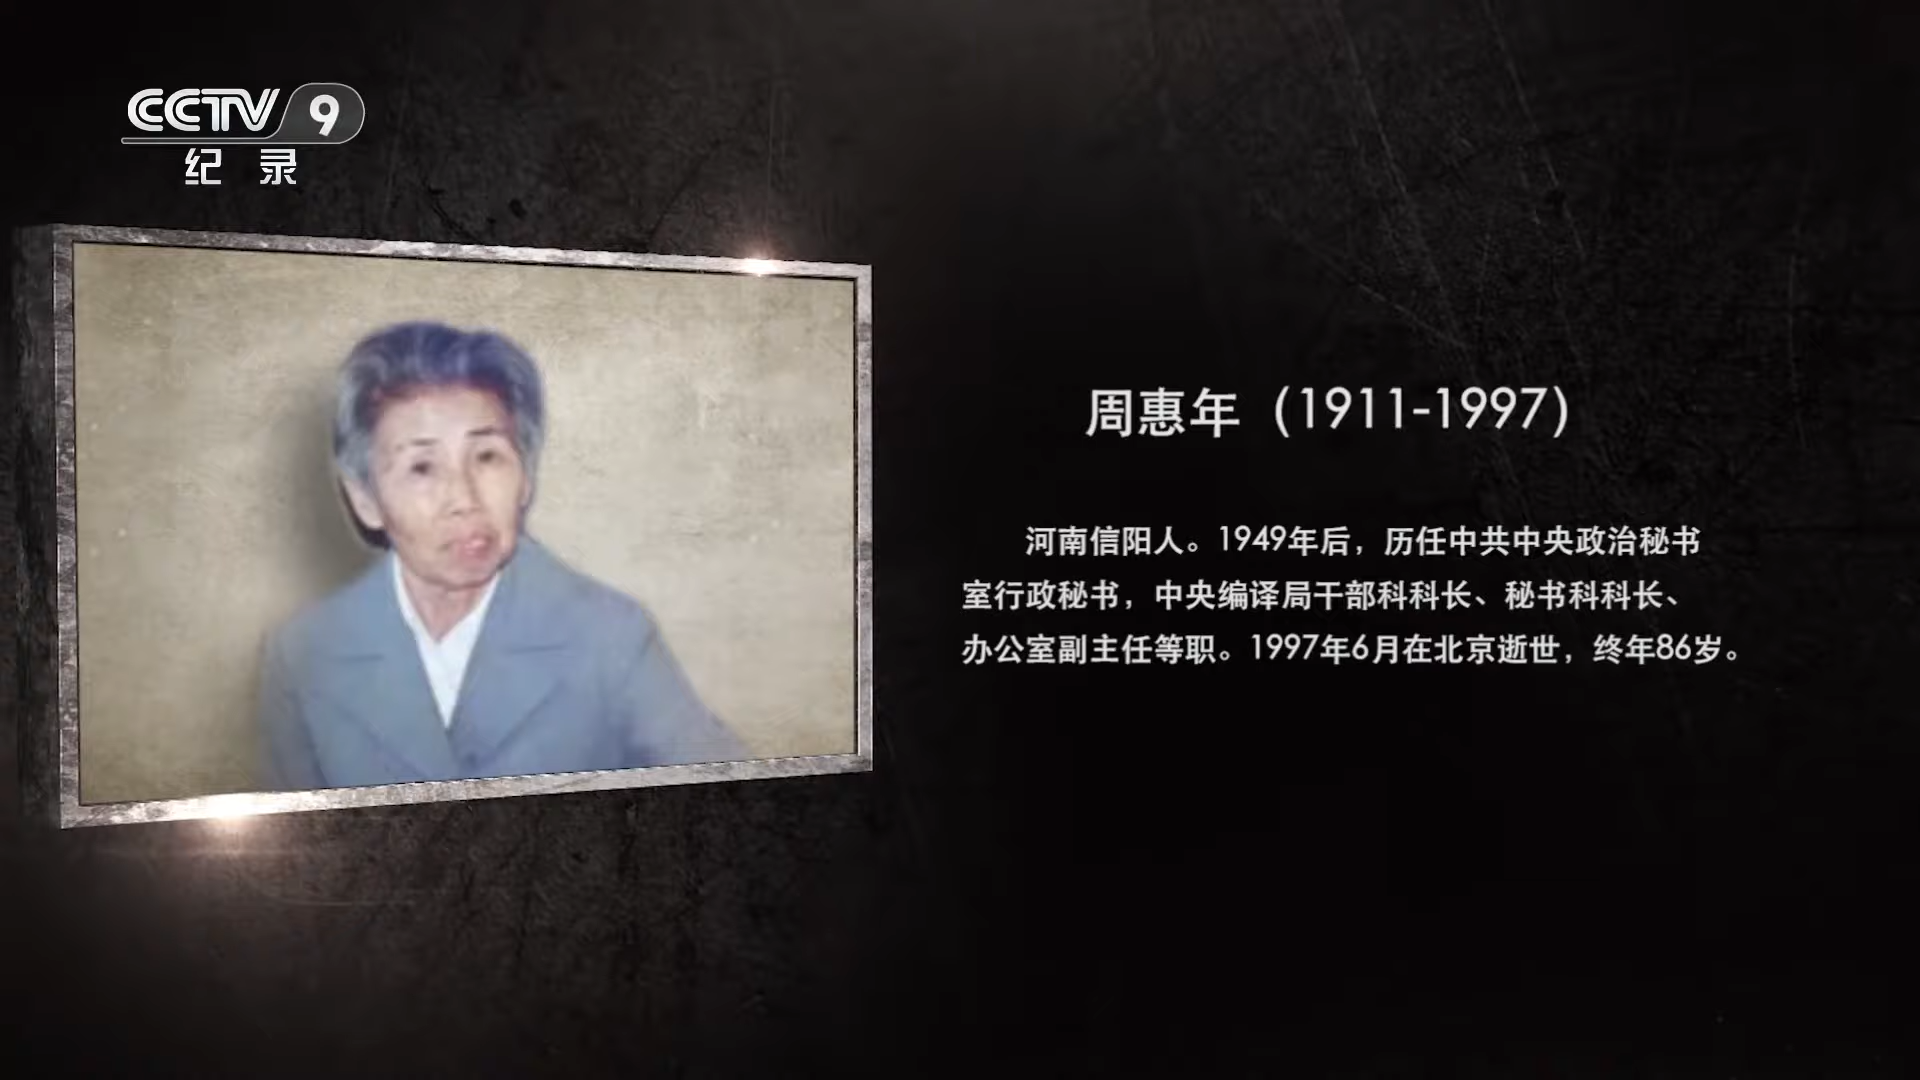 CCTV 9
纪 录
周惠年（1911-1997）
河南信阳人。1949年后，历任中共中央政治秘书
室行政秘书，中央编译局干部科科长、秘书科科长、
办公室副主任等职。1997年6月在北京逝世，终年86岁。